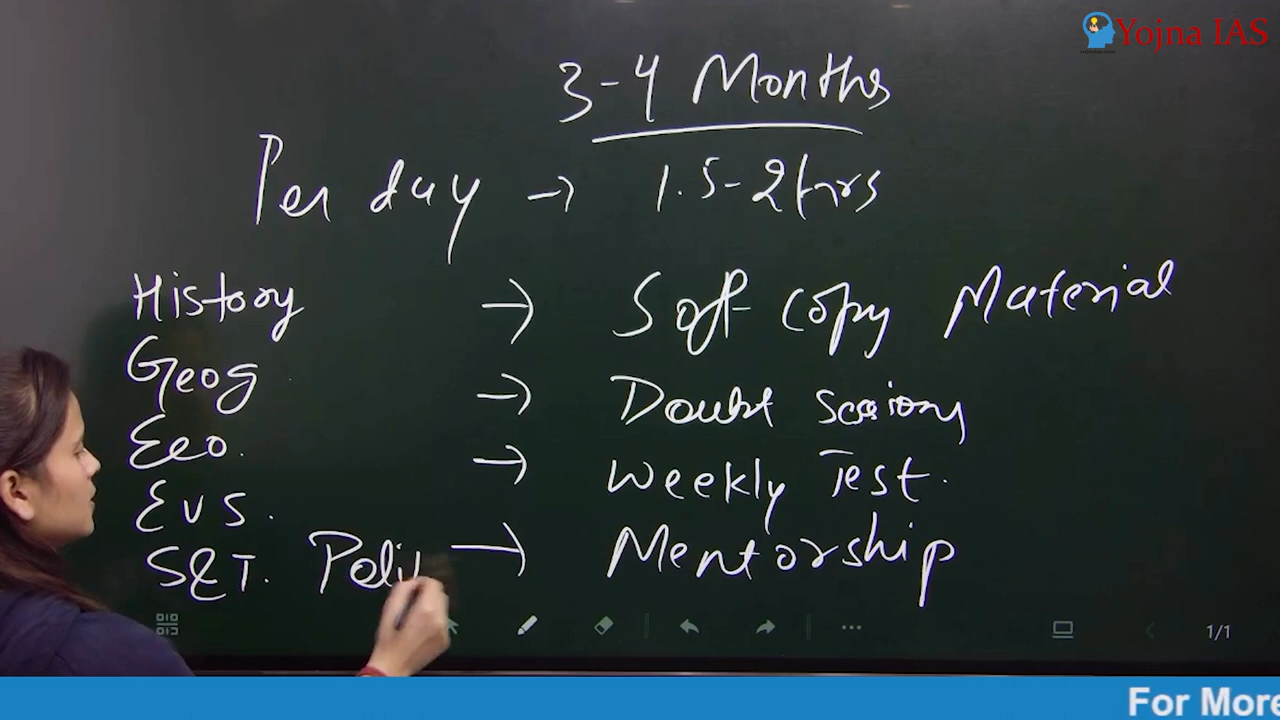 Yojna IAS
3-4 Months
Per day → 1.5-2 hrs
History → Soft copy Material
Geog → Doubt
Eco. → Weekly Test.
Evs.
S&T. Poli → Mentorship
1/1
For More